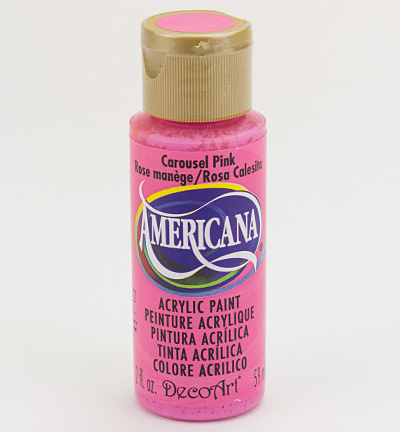 Carousel Pink
Rose manège/Rosa Calesita
AMERICANA
ACRYLIC PAINT
PEINTURE ACRYLIQUE
PINTURA ACRÍLICA
TINTA ACRÍLICA
COLORE ACRILICO
2 fl. oz. DecoArt